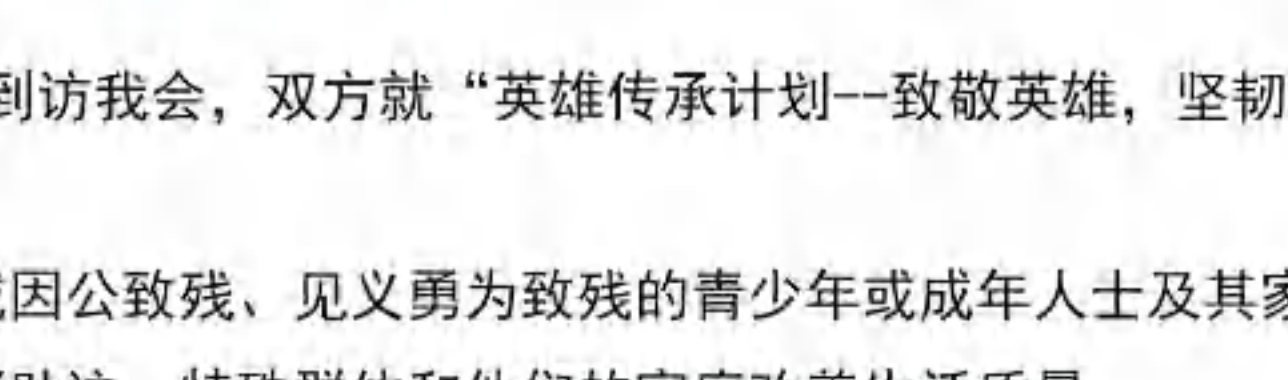 到访我会，双方就“英雄传承计划--致敬英雄，坚韧
因公致残、见义勇为致残的青少年或成年人士及其家